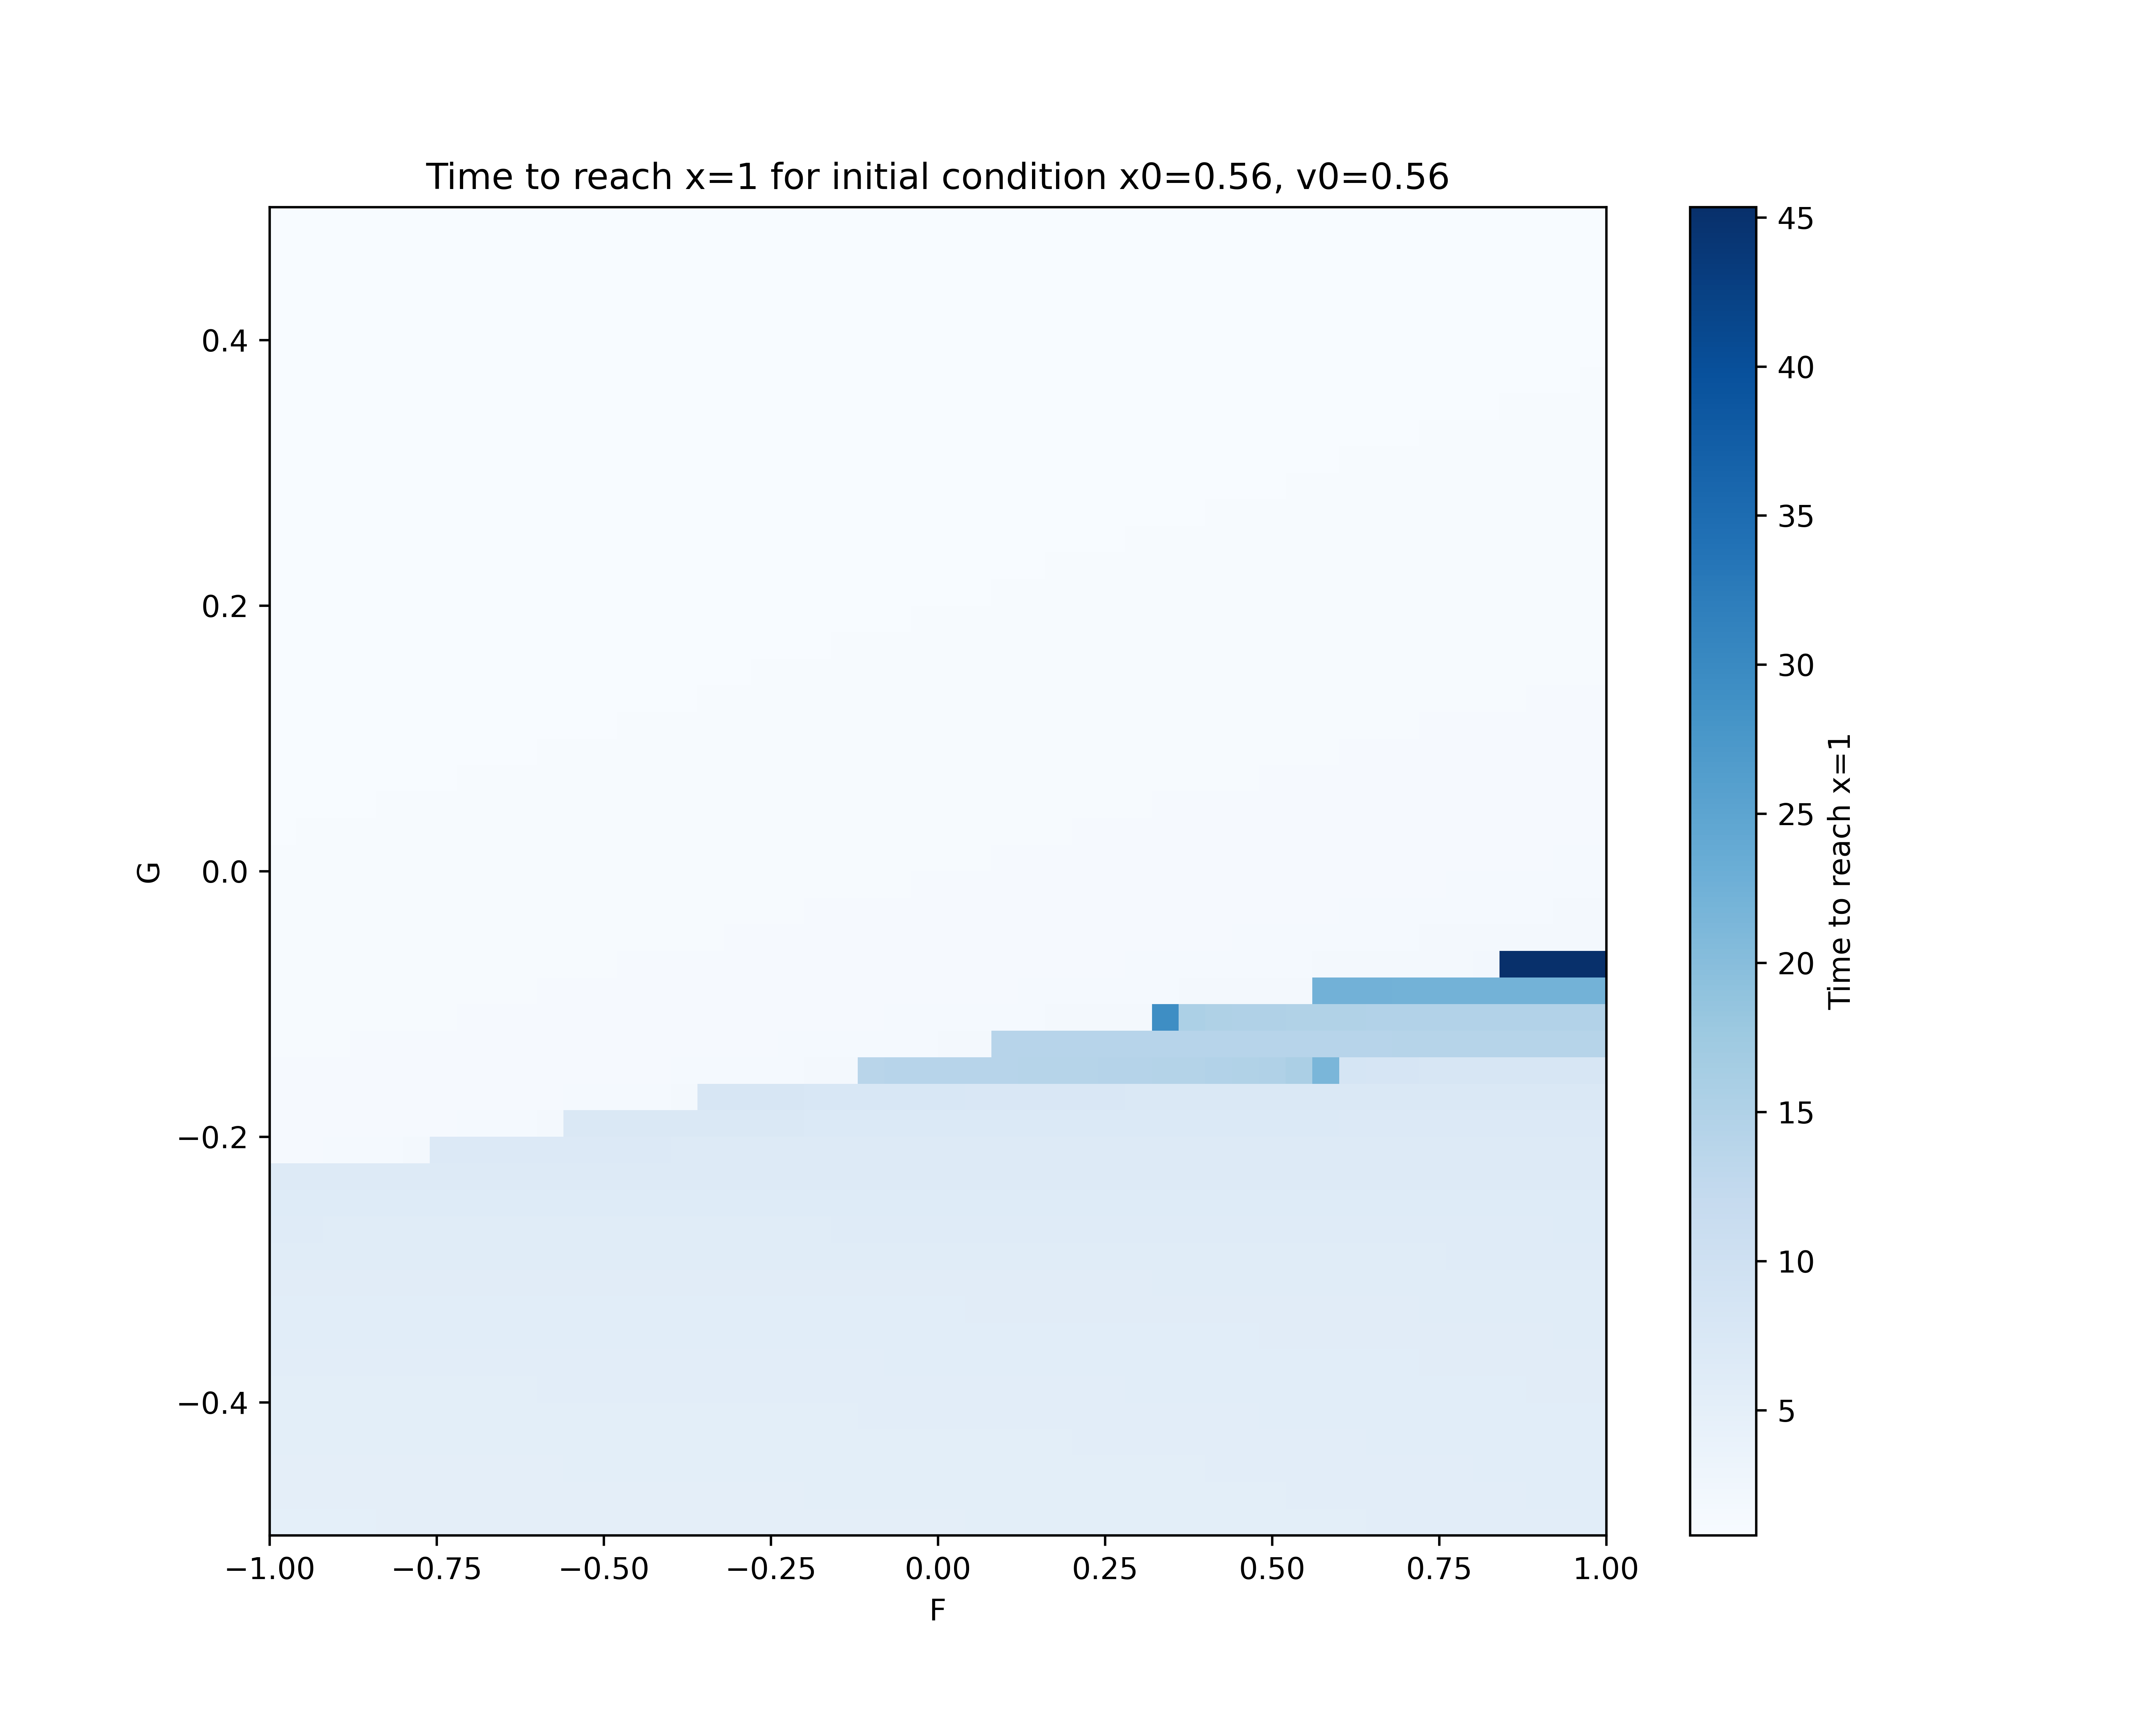 Time to reach x=1 for initial condition x0=0.56, v0=0.56
0.4
0.2
0.0
−0.2
−0.4
G
−1.00 −0.75 −0.50 −0.25 0.00 0.25 0.50 0.75 1.00
F
45
40
35
30
25
20
15
10
5
Time to reach x=1